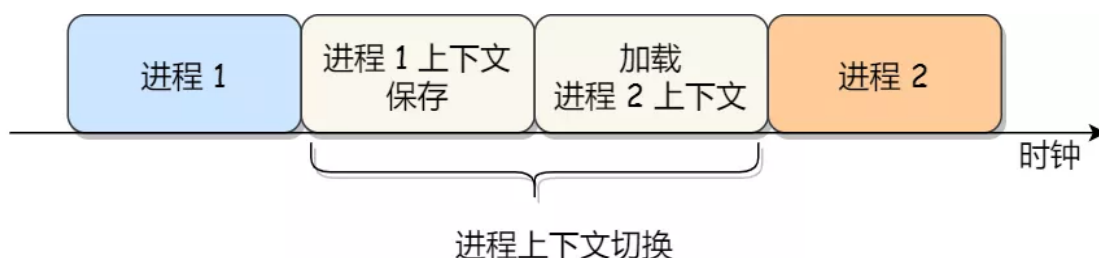 进程 1
进程 1 上下文
保存
加载
进程 2 上下文
进程 2
时钟
进程上下文切换